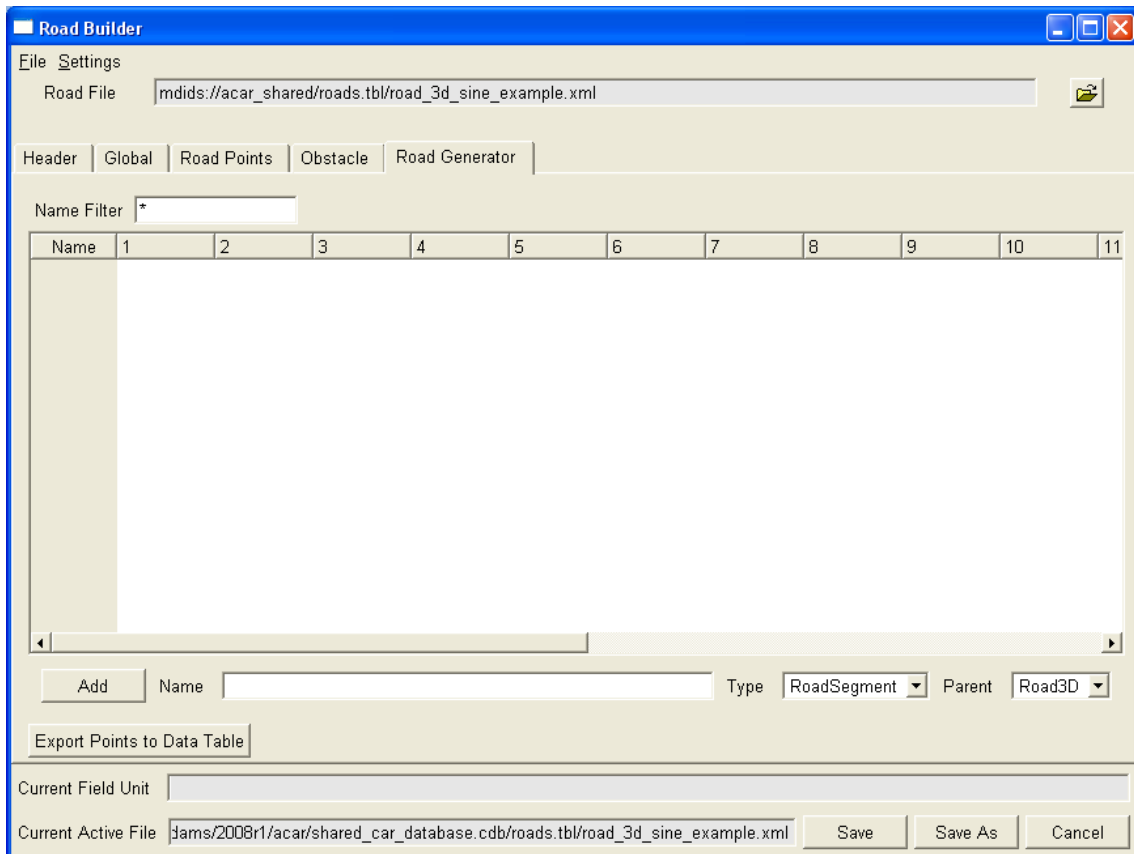 Road Builder
File Settings
Road File mdids://acar_shared/roads.tbl/road_3d_sine_example.xml
Header Global Road Points Obstacle Road Generator
Name Filter *
Name 1 2 3 4 5 6 7 8 9 10 11
Add Name Type RoadSegment Parent Road3D
Export Points to Data Table
Current Field Unit
Current Active File dams/2008r1/acar/shared_car_database.cdb/roads.tbl/road_3d_sine_example.xml Save Save As Cancel